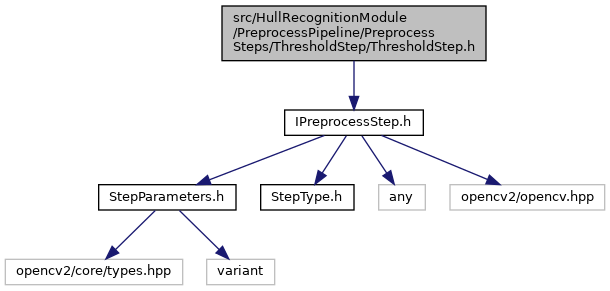 src/HullRecognitionModule
/PreprocessPipeline/Preprocess
Steps/ThresholdStep/ThresholdStep.h
IPreprocessStep.h
StepParameters.h
StepType.h
any
opencv2/opencv.hpp
opencv2/core/types.hpp
variant